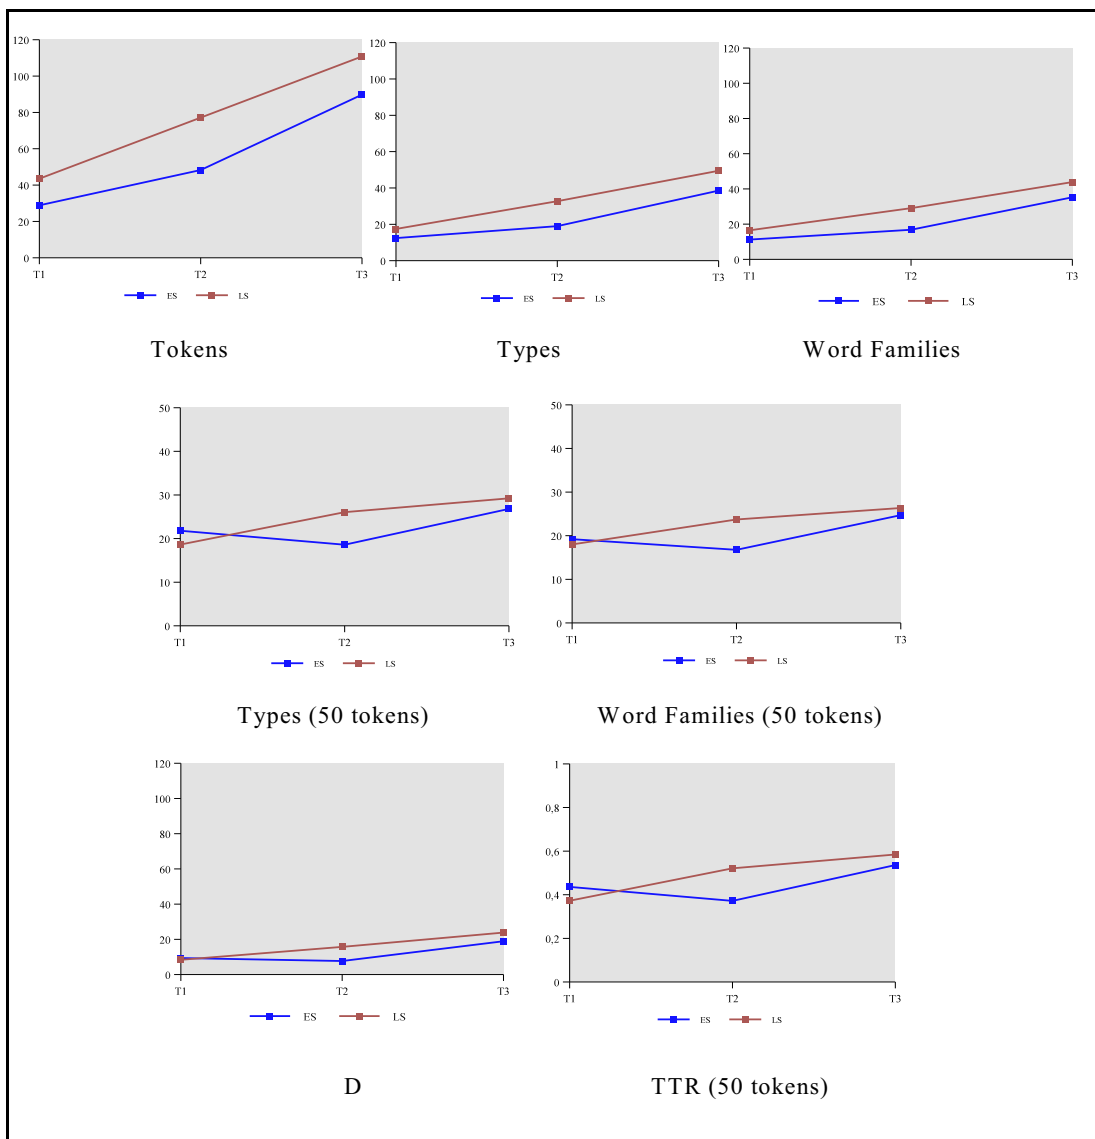 120
100
80
60
40
20
0
T1 T2 T3
ES LS
Tokens
120
100
80
60
40
20
0
T1 T2 T3
ES LS
Types
120
100
80
60
40
20
0
T1 T2 T3
ES LS
Word Families
50
40
30
20
10
0
T1 T2 T3
ES LS
Types (50 tokens)
50
40
30
20
10
0
T1 T2 T3
ES LS
Word Families (50 tokens)
120
100
80
60
40
20
0
T1 T2 T3
ES LS
D
1
0,8
0,6
0,4
0,2
0
T1 T2 T3
ES LS
TTR (50 tokens)